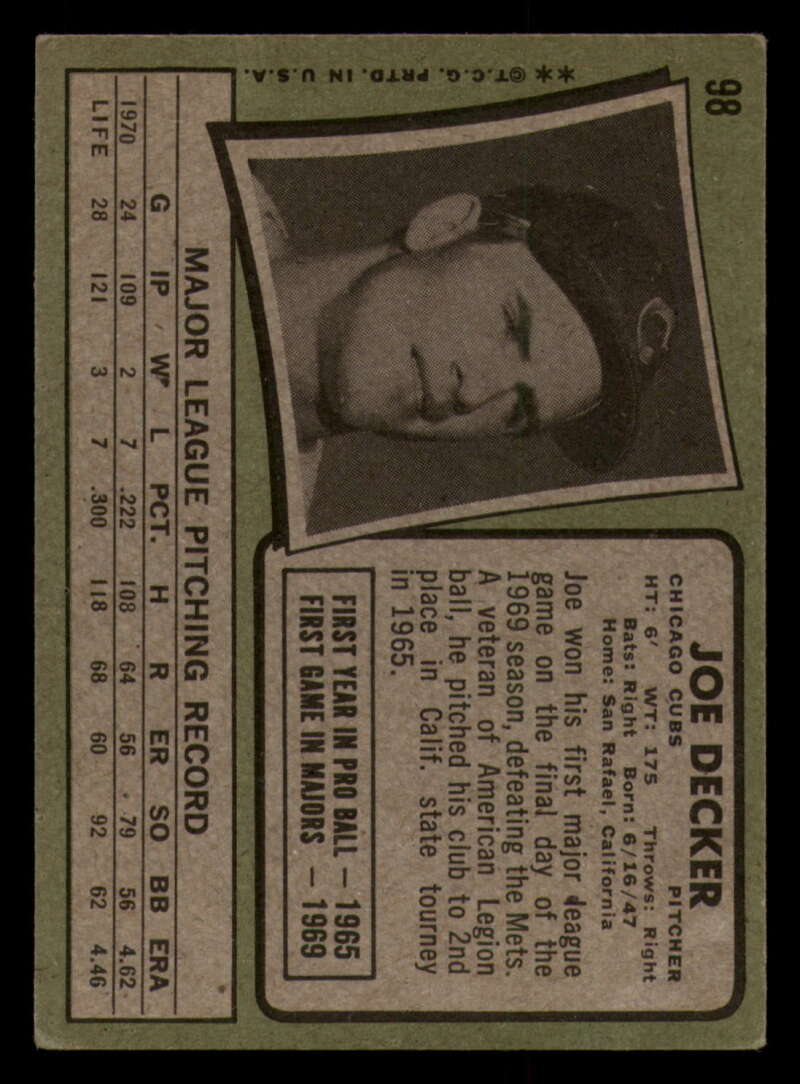 98
**©T.C.G. PRTD. IN U.S.A.
C
JOE DECKER
CHICAGO CUBS PITCHER
HT: 6' WT: 175 Throws: Right
Bats: Right Born: 6/16/47
Home: San Rafael, California
Joe won his first major league
game on the final day of the
1969 season, defeating the Mets.
A veteran of American Legion
ball, he pitched his club to 2nd
place in Calif. state tourney
in 1965.
FIRST YEAR IN PRO BALL — 1965
FIRST GAME IN MAJORS — 1969
MAJOR LEAGUE PITCHING RECORD
G IP W L PCT. H R ER SO BB ERA
1970 24 109 2 7 .222 108 64 56 79 56 4.62
LIFE 28 121 3 7 .300 118 68 60 92 62 4.46